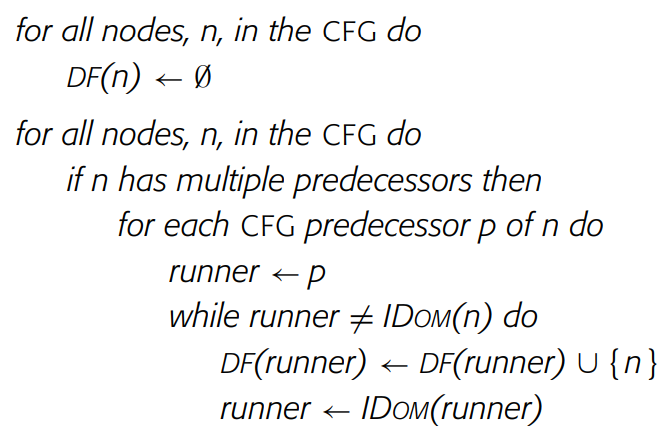 for all nodes, n, in the CFG do
DF(n) ← ∅
for all nodes, n, in the CFG do
if n has multiple predecessors then
for each CFG predecessor p of n do
runner ← p
while runner ≠ IDOM(n) do
DF(runner) ← DF(runner) ∪ {n}
runner ← IDOM(runner)